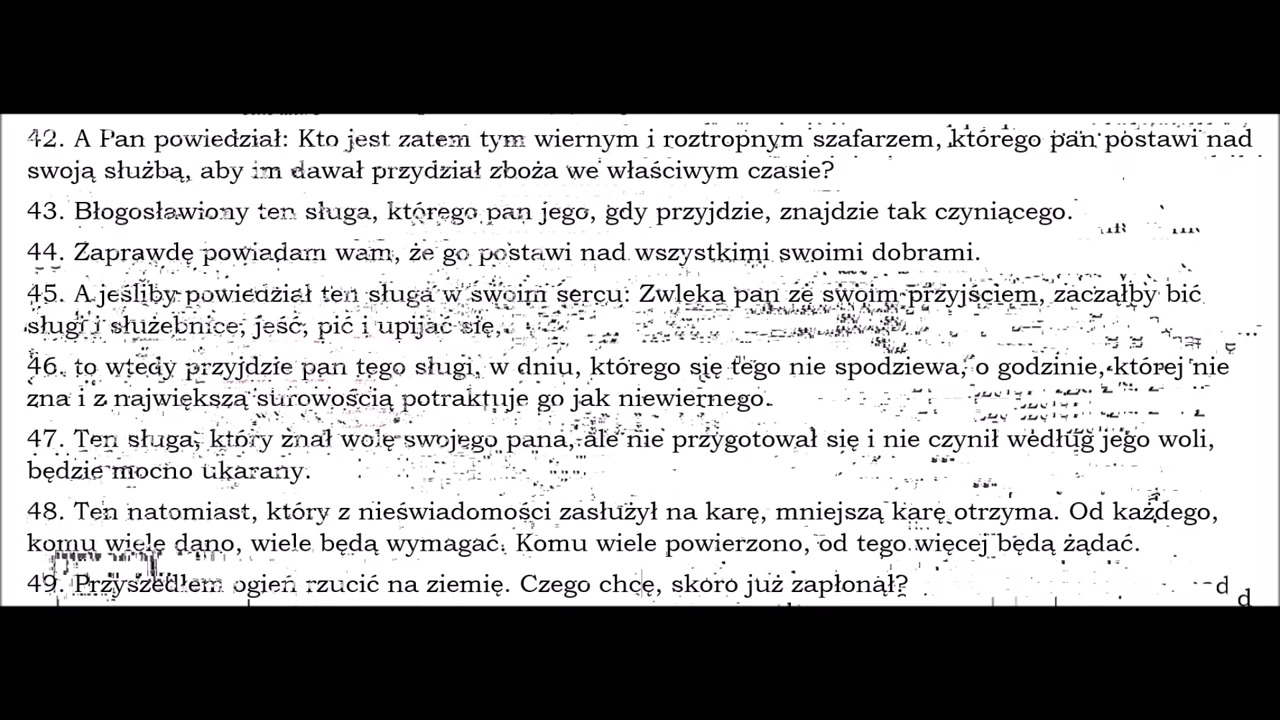 42. A Pan powiedział: Kto jest zatem tym wiernym i roztropnym szafarzem, którego pan postawi nad
swoją służbą, aby im dawał przydział zboża we właściwym czasie?
43. Błogosławiony ten sługa, którego pan jego, gdy przyjdzie, znajdzie tak czyniącego.
44. Zaprawdę powiadam wam, że go postawi nad wszystkimi swoimi dobrami.
45. A jeśliby powiedział ten sługa w swoim sercu: Zwleka pan ze swoim przyjściem, zacząłby bić
sługi i służebnice, jeść, pić i upijać się,
46. to wtedy przyjdzie pan tego sługi, w dniu, którego się tego nie spodziewa, o godzinie, której nie
zna i z największą surowością potraktuje go jak niewiernego.
47. Ten sługa, który znał wolę swojego pana, ale nie przygotował się i nie czynił według jego woli,
będzie mocno ukarany.
48. Ten natomiast, który z nieświadomości zasłużył na karę, mniejszą karę otrzyma. Od każdego,
komu wiele dano, wiele będą wymagać. Komu wiele powierzono, od tego więcej będą żądać.
49. Przyszedłem ogień rzucić na ziemię. Czego chcę, skoro już zapłonął?
d
d